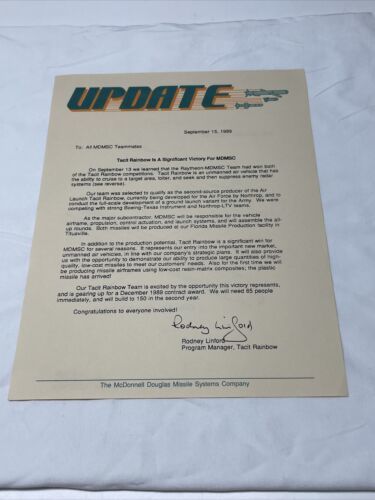 UPDATE
September 15, 1989
To: All MDMSC Teammates
Tacit Rainbow Is A Significant Victory For MDMSC
On September 13 we learned that the Raytheon-MDMSC Team had won both
of the Tacit Rainbow competitions. Tacit Rainbow is an unmanned air vehicle that has
the ability to cruise to a target area, loiter, and seek and then suppress enemy radar
systems (see reverse).
Our team was selected to qualify as the second-source producer of the Air
Launch Tacit Rainbow, currently being developed for the Air Force by Northrop, and to
conduct the full-scale development of a ground launch variant for the Army. We were
competing with strong Boeing-Texas Instrument and Northrop-LTV teams.
As the major subcontractor, MDMSC will be responsible for the vehicle
airframe, propulsion, control actuation, and launch systems, and will assemble the all-
up rounds. Both missiles will be produced at our Florida Missile Production facility in
Titusville.
In addition to the production potential, Tacit Rainbow is a significant win for
MDMSC for several reasons. It represents our entry into the important new market,
unmanned air vehicles, in line with our company's strategic plans. It will also provide
us with the opportunity to demonstrate our ability to produce large quantities of high-
quality, low-cost missiles to meet our customers' needs. Also for the first time we will
be producing missile airframes using low-cost resin-matrix composites; the plastic
missile has arrived!
Our Tacit Rainbow Team is excited by the opportunity this victory represents,
and is gearing up for a December 1989 contract award. We will need 65 people
immediately, and will build to 150 in the second year.
Congratulations to everyone involved!
Rodney Linford
Rodney Linford
Program Manager, Tacit Rainbow
The McDonnell Douglas Missile Systems Company